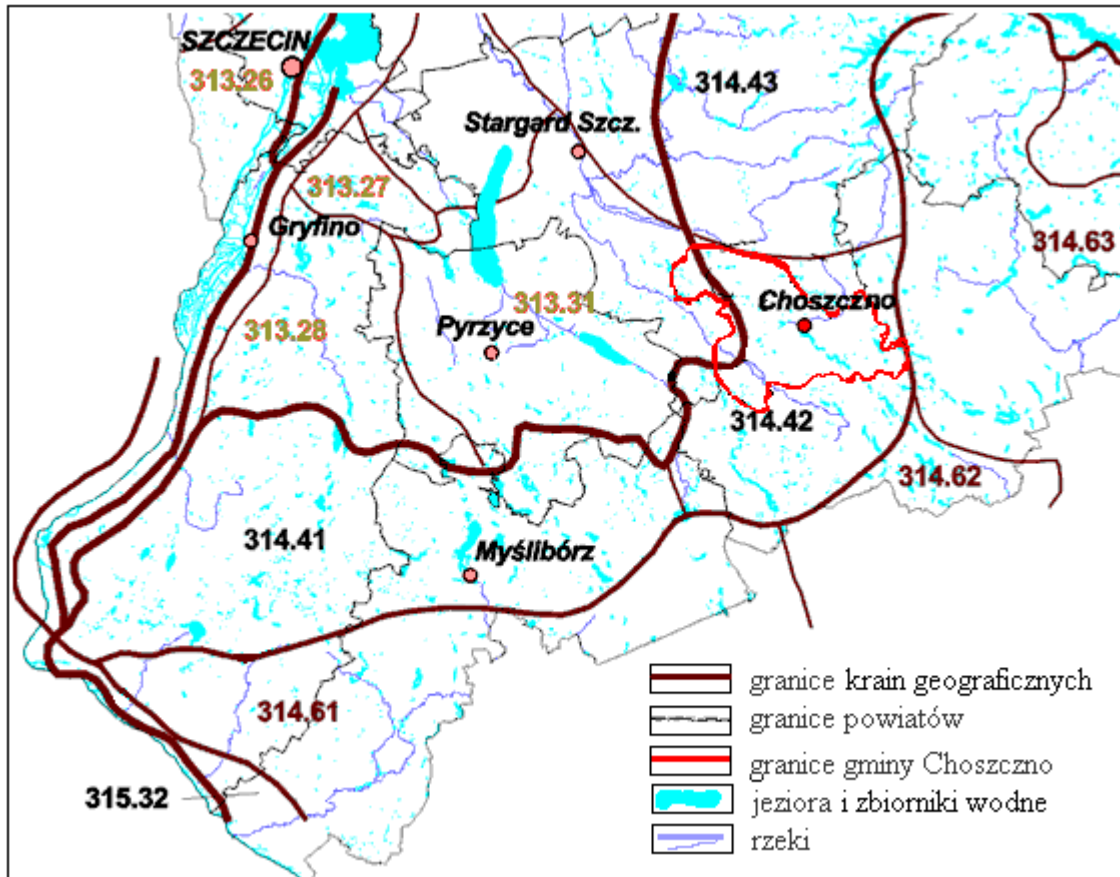 SZCZECIN
313.26
314.43
Stargard Szcz.
313.27
Gryfino
314.63
313.31
Choszczno
313.28
Pyrzyce
314.42
314.62
314.41
Myślibórz
314.61
315.32
granice krain geograficznych
granice powiatów
granice gminy Choszczno
jeziora i zbiorniki wodne
rzeki